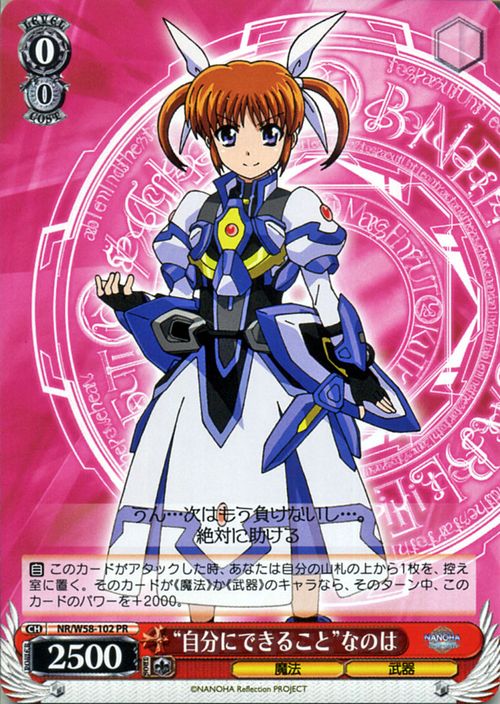 LEVEL
0
0
COST
うん…次はもう負けないし…。
絶対に助ける
自 このカードがアタックした時、あなたは自分の山札の上から1枚を、控え
室に置く。そのカードが《魔法》か《武器》のキャラなら、そのターン中、こ
のカードのパワーを+2000。
CH NR/W58-102 PR
POWER 2500 SOUL “自分にできること”なのは NANOHA
魔法 武器
©NANOHA Reflection PROJECT